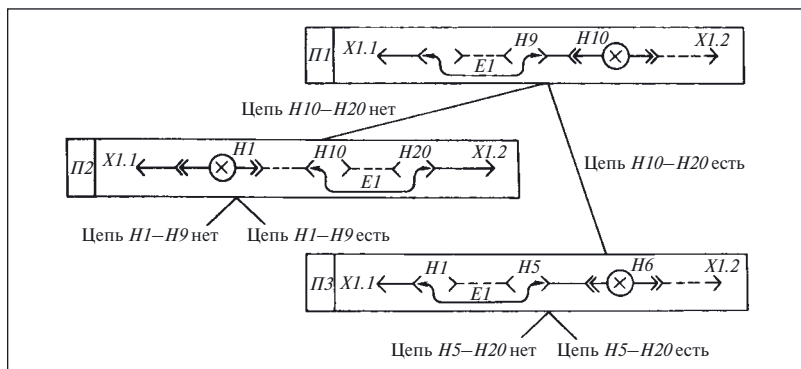 П1 X1.1 E1 H9 H10 X1.2
Цепь H10–H20 нет
П2 X1.1 H1 H10 E1 H20 X1.2
Цепь H10–H20 есть
Цепь H1–H9 нет Цепь H1–H9 есть
П3 X1.1 H1 E1 H5 H6 X1.2
Цепь H5–H20 нет Цепь H5–H20 есть